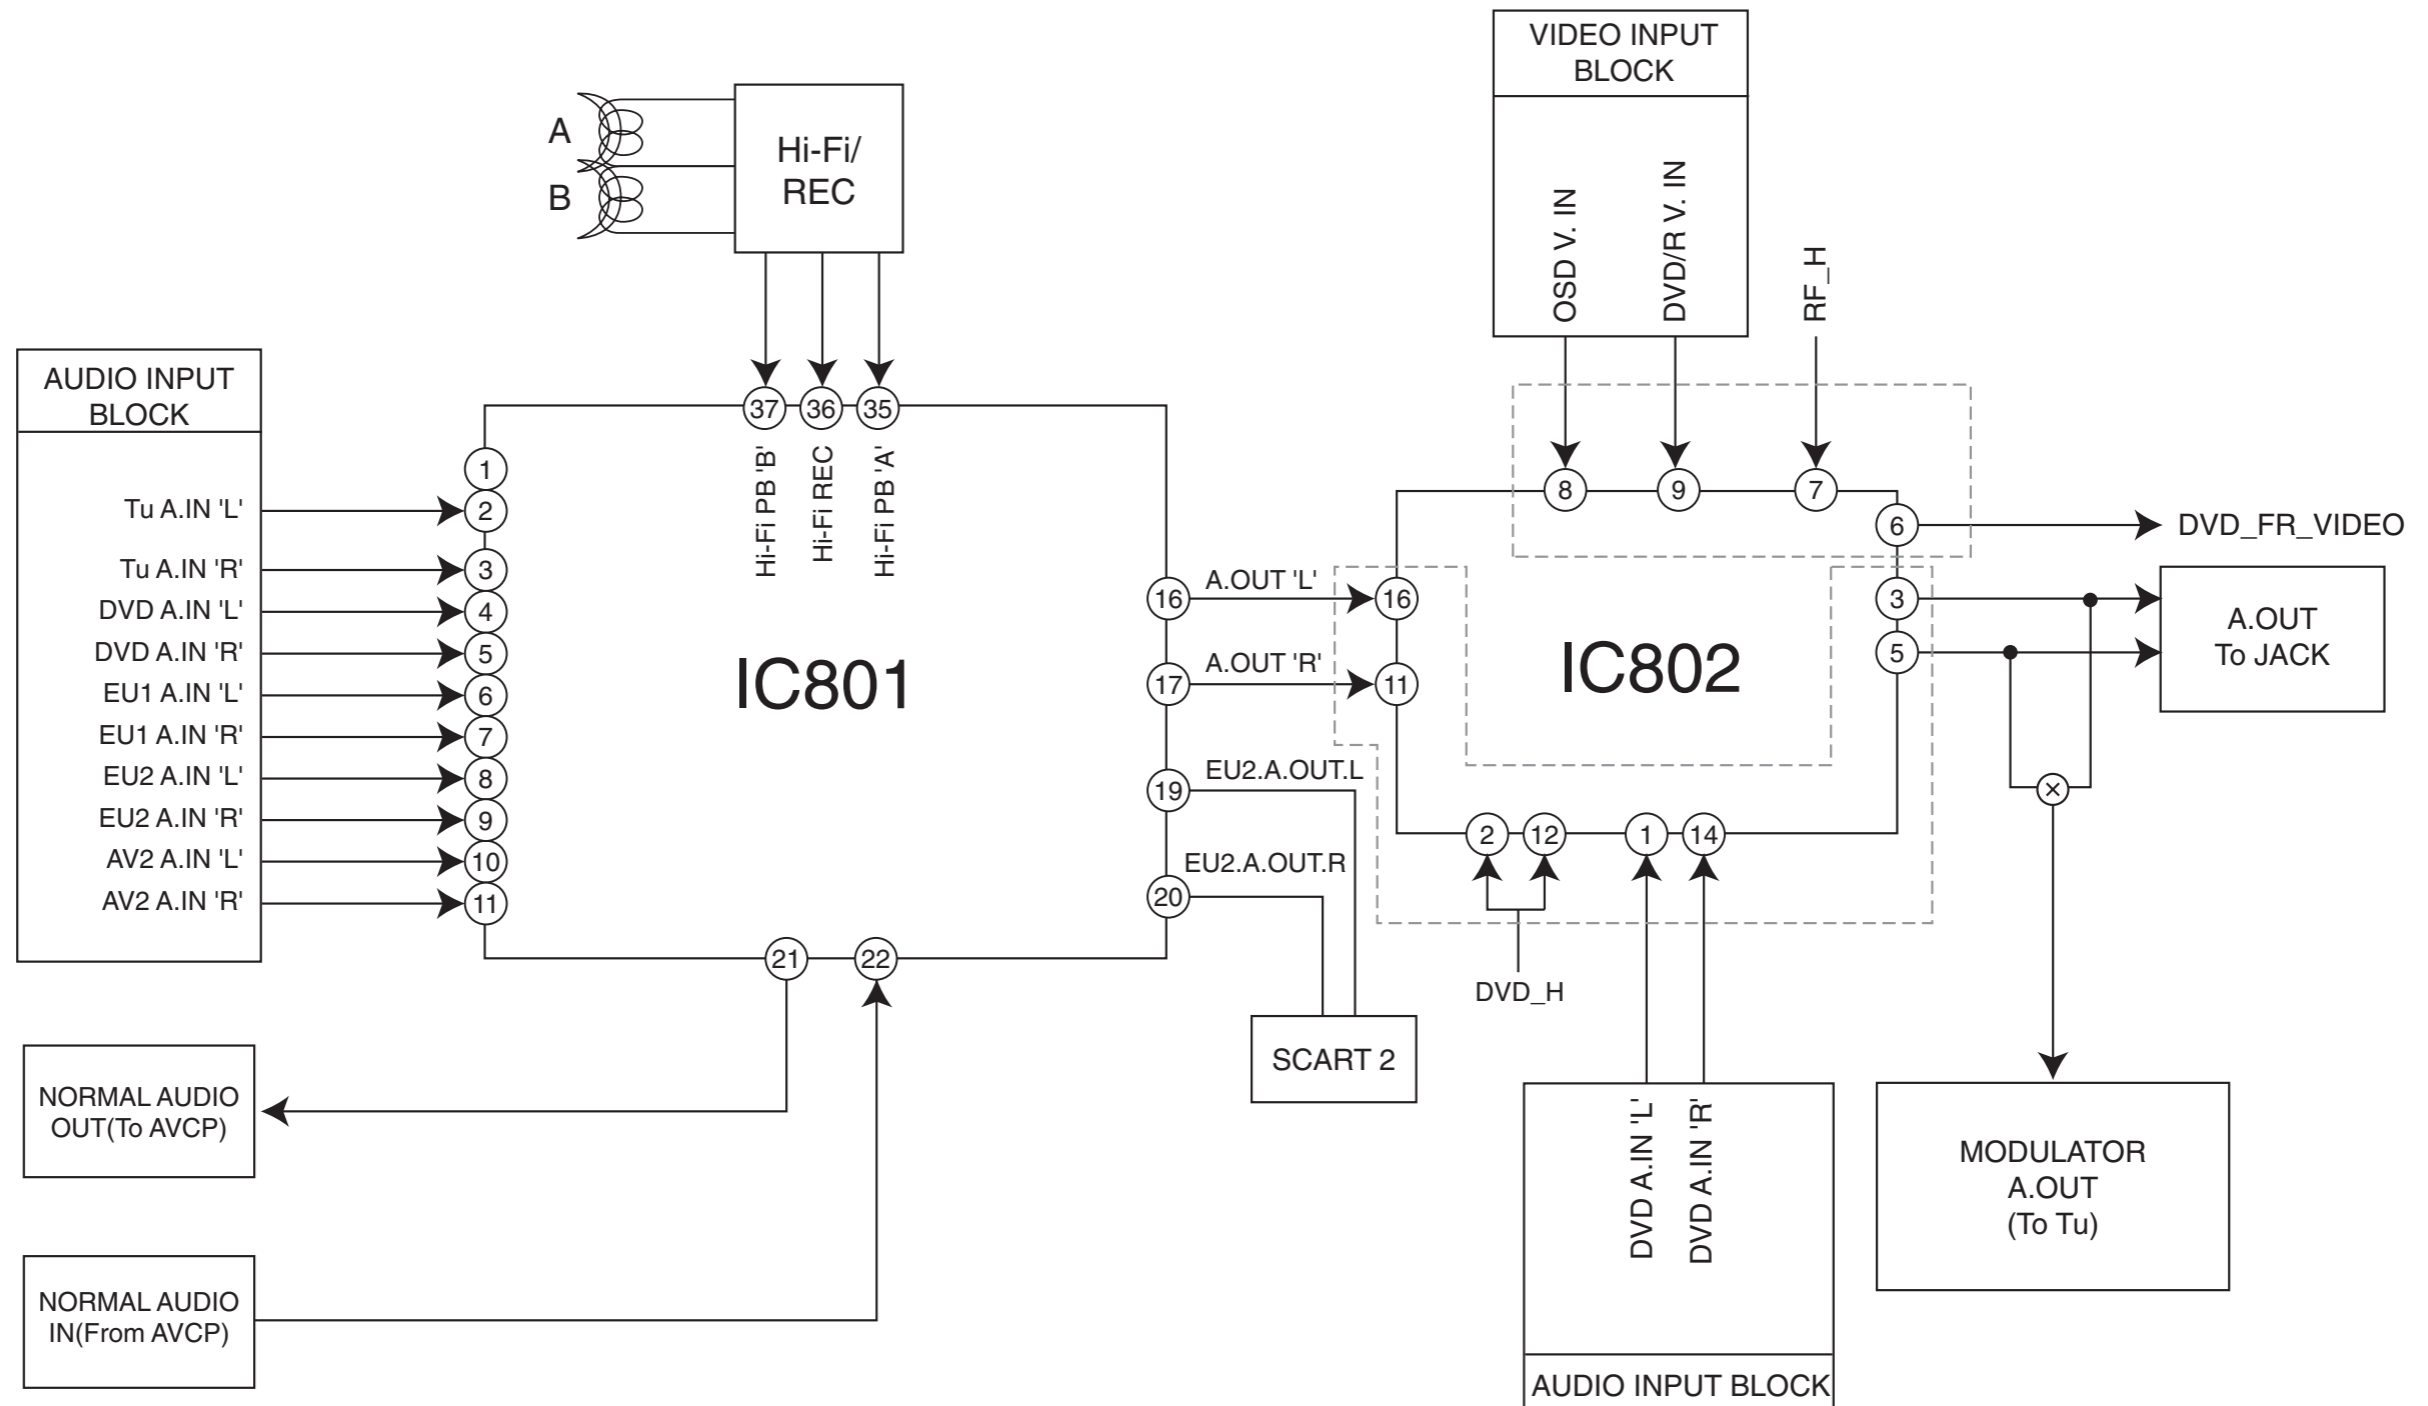 VIDEO INPUT
BLOCK
OSD V. IN
DVD/R V. IN
RF_H
A
B
Hi-Fi/
REC
AUDIO INPUT
BLOCK
Tu A.IN 'L'
Tu A.IN 'R'
DVD A.IN 'L'
DVD A.IN 'R'
EU1 A.IN 'L'
EU1 A.IN 'R'
EU2 A.IN 'L'
EU2 A.IN 'R'
AV2 A.IN 'L'
AV2 A.IN 'R'
1
2
3
4
5
6
7
8
9
10
11
37
36
35
Hi-Fi PB 'B'
Hi-Fi REC
Hi-Fi PB 'A'
IC801
16
17
19
20
21
22
A.OUT 'L'
A.OUT 'R'
EU2.A.OUT.L
EU2.A.OUT.R
SCART 2
NORMAL AUDIO
OUT(To AVCP)
NORMAL AUDIO
IN(From AVCP)
8
9
7
6
16
11
3
5
IC802
2
12
1
14
DVD_FR_VIDEO
A.OUT
To JACK
DVD_H
DVD A.IN 'L'
DVD A.IN 'R'
AUDIO INPUT BLOCK
MODULATOR
A.OUT
(To Tu)